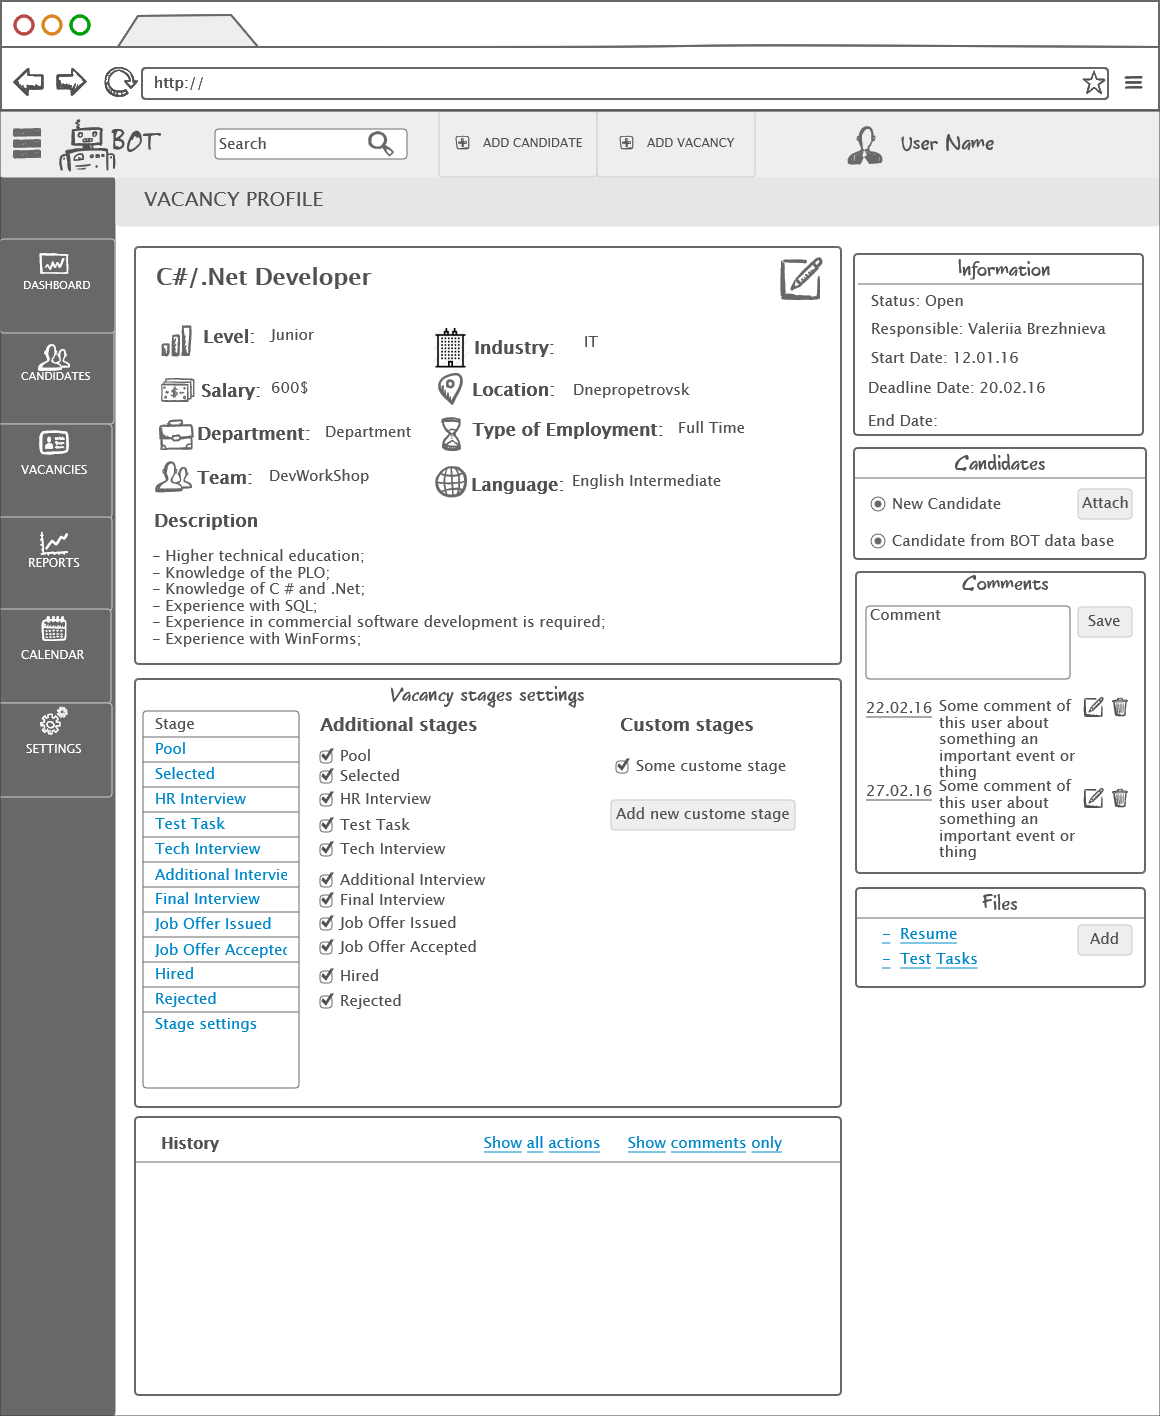 http://
BOT
Search
ADD CANDIDATE
ADD VACANCY
User Name
VACANCY PROFILE
DASHBOARD
CANDIDATES
VACANCIES
REPORTS
CALENDAR
SETTINGS
C#/.Net Developer
Level: Junior
Industry: IT
Salary: 600$
Location: Dnepropetrovsk
Department: Department
Type of Employment: Full Time
Team: DevWorkShop
Language: English Intermediate
Description
- Higher technical education;
- Knowledge of the PLO;
- Knowledge of C # and .Net;
- Experience with SQL;
- Experience in commercial software development is required;
- Experience with WinForms;
Vacancy stages settings
Stage
Pool
Selected
HR Interview
Test Task
Tech Interview
Additional Intervie
Final Interview
Job Offer Issued
Job Offer Accepted
Hired
Rejected
Stage settings
Additional stages
Pool
Selected
HR Interview
Test Task
Tech Interview
Additional Interview
Final Interview
Job Offer Issued
Job Offer Accepted
Hired
Rejected
Custom stages
Some custome stage
Add new custome stage
History
Show all actions
Show comments only
Information
Status: Open
Responsible: Valeriia Brezhnieva
Start Date: 12.01.16
Deadline Date: 20.02.16
End Date:
Candidates
New Candidate
Attach
Candidate from BOT data base
Comments
Comment
Save
22.02.16
Some comment of
this user about
something an
important event or
thing
27.02.16
Some comment of
this user about
something an
important event or
thing
Files
- Resume
Add
- Test Tasks